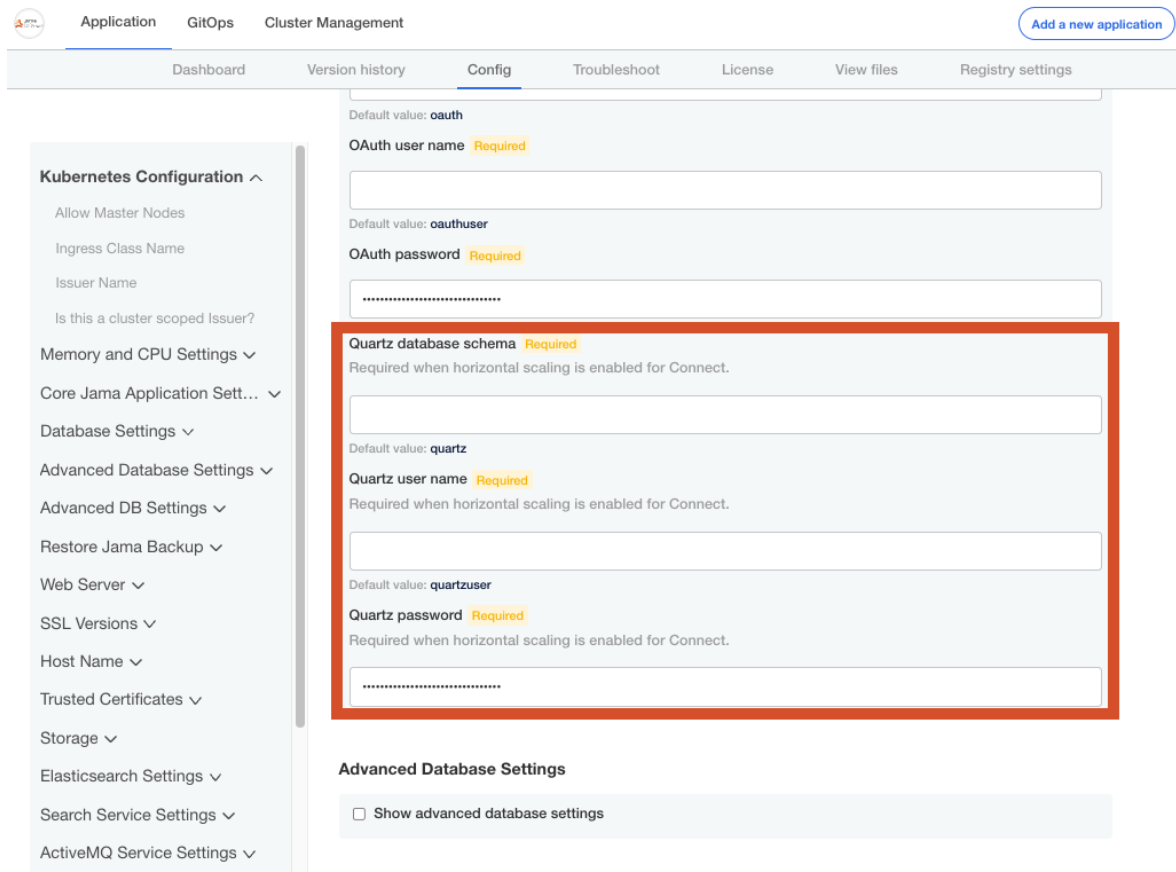 Application GitOps Cluster Management Add a new application
Dashboard Version history Config Troubleshoot License View files Registry settings
Kubernetes Configuration
Allow Master Nodes
Ingress Class Name
Issuer Name
Is this a cluster scoped Issuer?
Memory and CPU Settings
Core Jama Application Sett...
Database Settings
Advanced Database Settings
Advanced DB Settings
Restore Jama Backup
Web Server
SSL Versions
Host Name
Trusted Certificates
Storage
Elasticsearch Settings
Search Service Settings
ActiveMQ Service Settings
Default value: oauth
OAuth user name Required
Default value: oauthuser
OAuth password Required
Quartz database schema Required
Required when horizontal scaling is enabled for Connect.
Default value: quartz
Quartz user name Required
Required when horizontal scaling is enabled for Connect.
Default value: quartzuser
Quartz password Required
Required when horizontal scaling is enabled for Connect.
Advanced Database Settings
Show advanced database settings